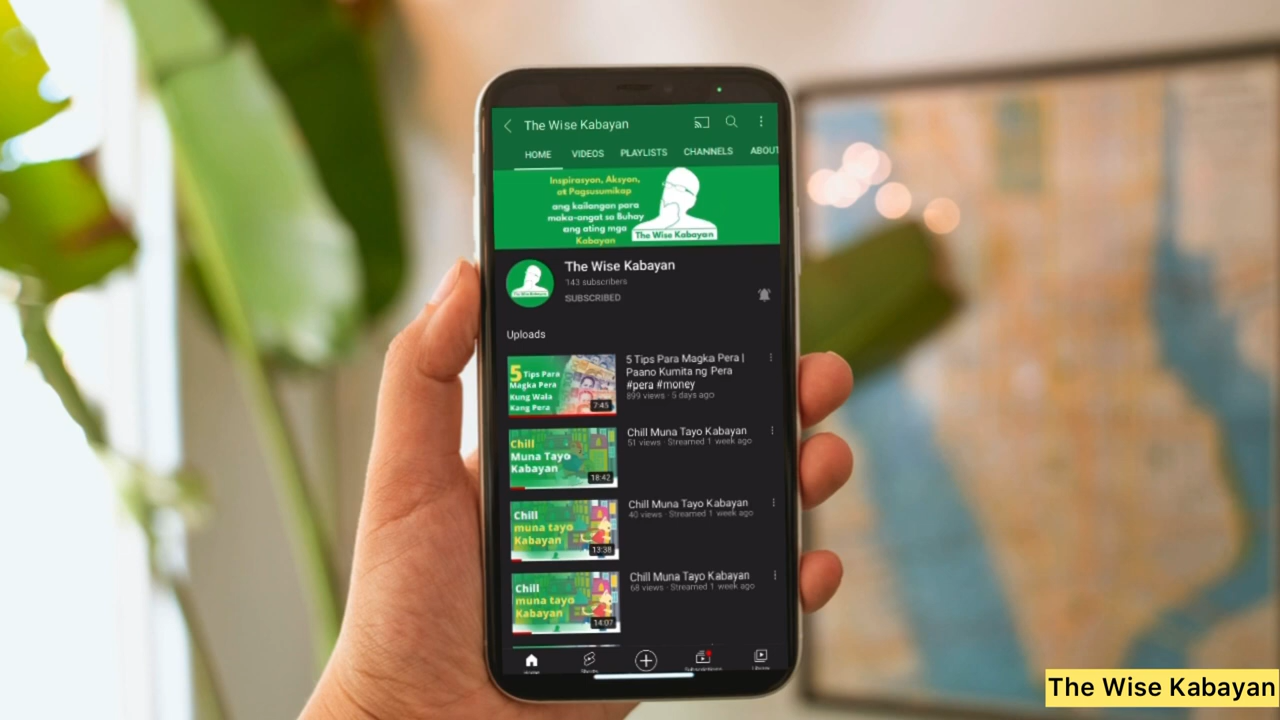 The Wise Kabayan
HOME VIDEOS PLAYLISTS CHANNELS ABOUT
Inspirasyon, Aksyon,
at Pagsusumikap
ang kailangan para
maka-angat sa Buhay
ang ating mga
Kabayan
The Wise Kabayan
The Wise Kabayan
143 subscribers
SUBSCRIBED
Uploads
5 Tips Para
Magka Pera
Kung Wala
Kang Pera
7:45
5 Tips Para Magka Pera |
Paano Kumita ng Pera
#pera #money
899 views · 5 days ago
Chill
Muna Tayo
Kabayan
18:42
Chill Muna Tayo Kabayan
51 views · Streamed 1 week ago
Chill
muna tayo
Kabayan
13:38
Chill Muna Tayo Kabayan
40 views · Streamed 1 week ago
Chill
muna tayo
Kabayan
14:07
Chill Muna Tayo Kabayan
68 views · Streamed 1 week ago
The Wise Kabayan